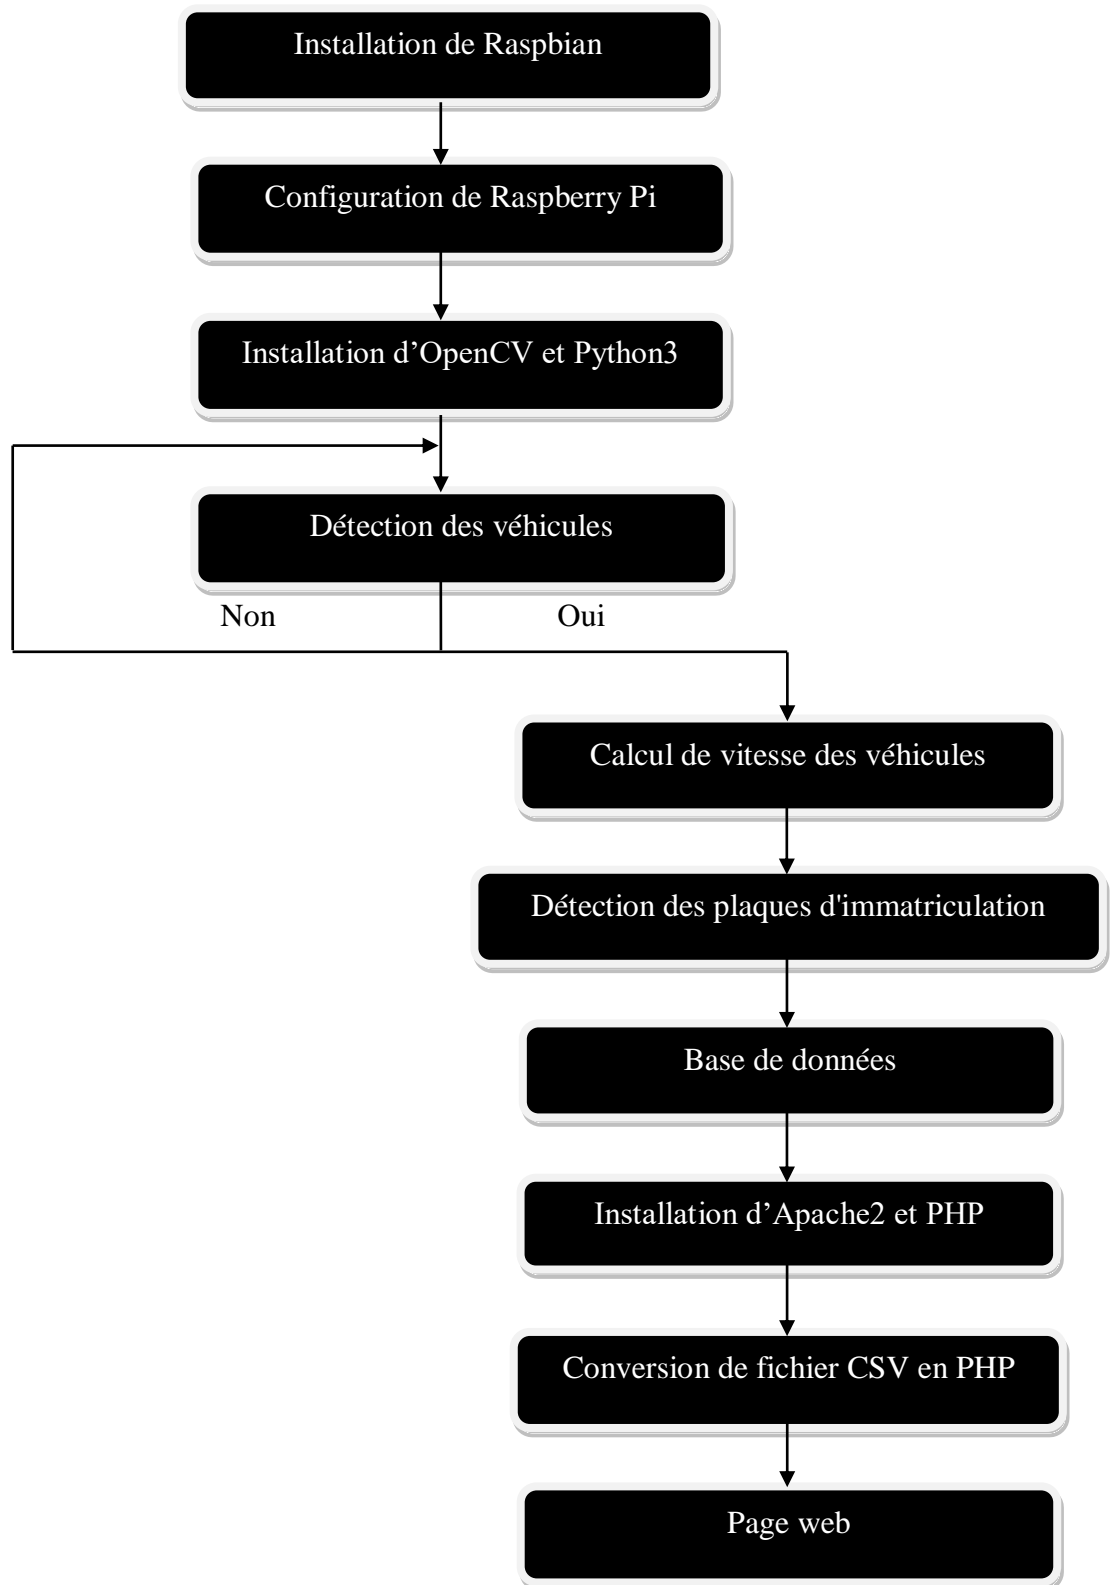 Installation de Raspbian
Configuration de Raspberry Pi
Installation d’OpenCV et Python3
Détection des véhicules
Non
Oui
Calcul de vitesse des véhicules
Détection des plaques d'immatriculation
Base de données
Installation d’Apache2 et PHP
Conversion de fichier CSV en PHP
Page web